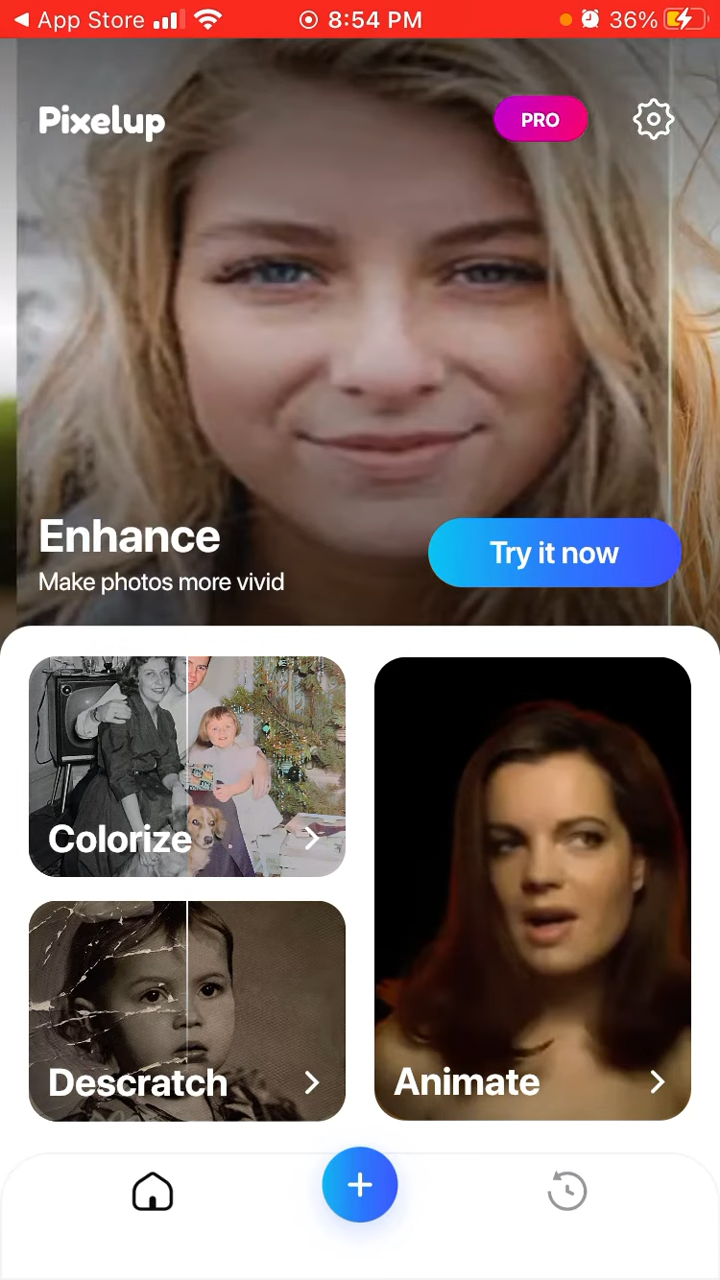 App Store 8:54 PM 36%
Pixelup PRO
Enhance
Make photos more vivid
Try it now
Colorize
Descratch
Animate